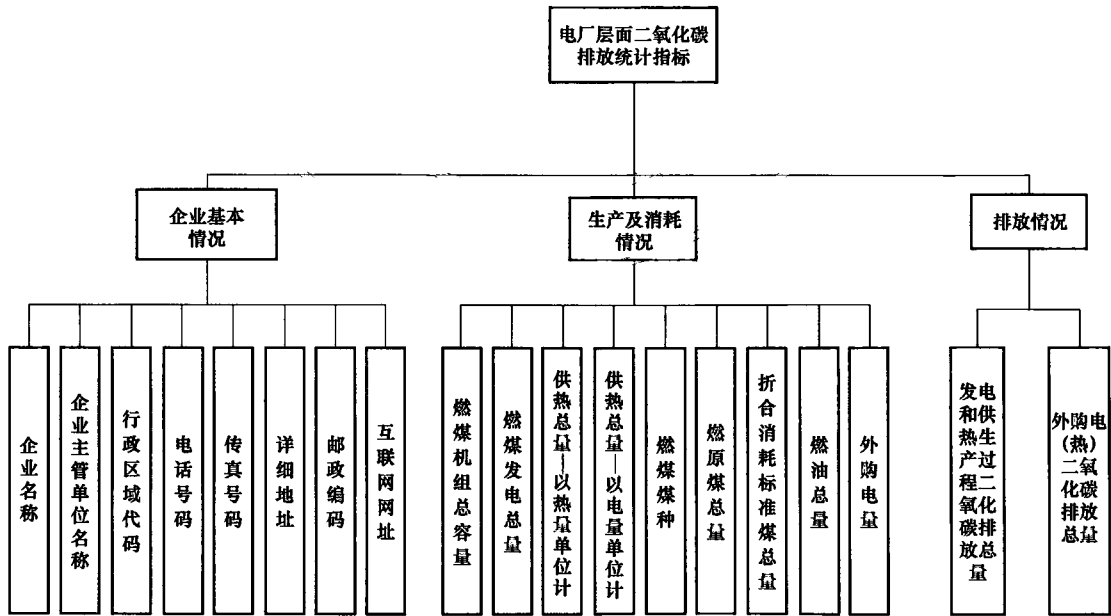 电厂层面二氧化碳
排放统计指标
企业基本
情况
生产及消耗
情况
排放情况
企业名称
企业主管单位名称
行政区域代码
电话号码
传真号码
详细地址
邮政编码
互联网网址
燃煤机组总容量
燃煤发电总量
供热总量—以热量单位计
供热总量—以电量单位计
燃煤煤种
燃原煤总量
折合消耗标准煤总量
燃油总量
外购电量
发电
和供
热生
产过
程二
氧化
碳排
放总
量
外购电
(热)
二氧
化碳
排放
总量